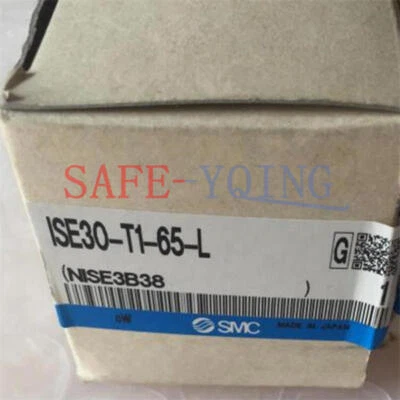 SAFE-YQING
ISE30-T1-65-L
G
(NISE3B38 )
1
SMC
MADE IN JAPAN